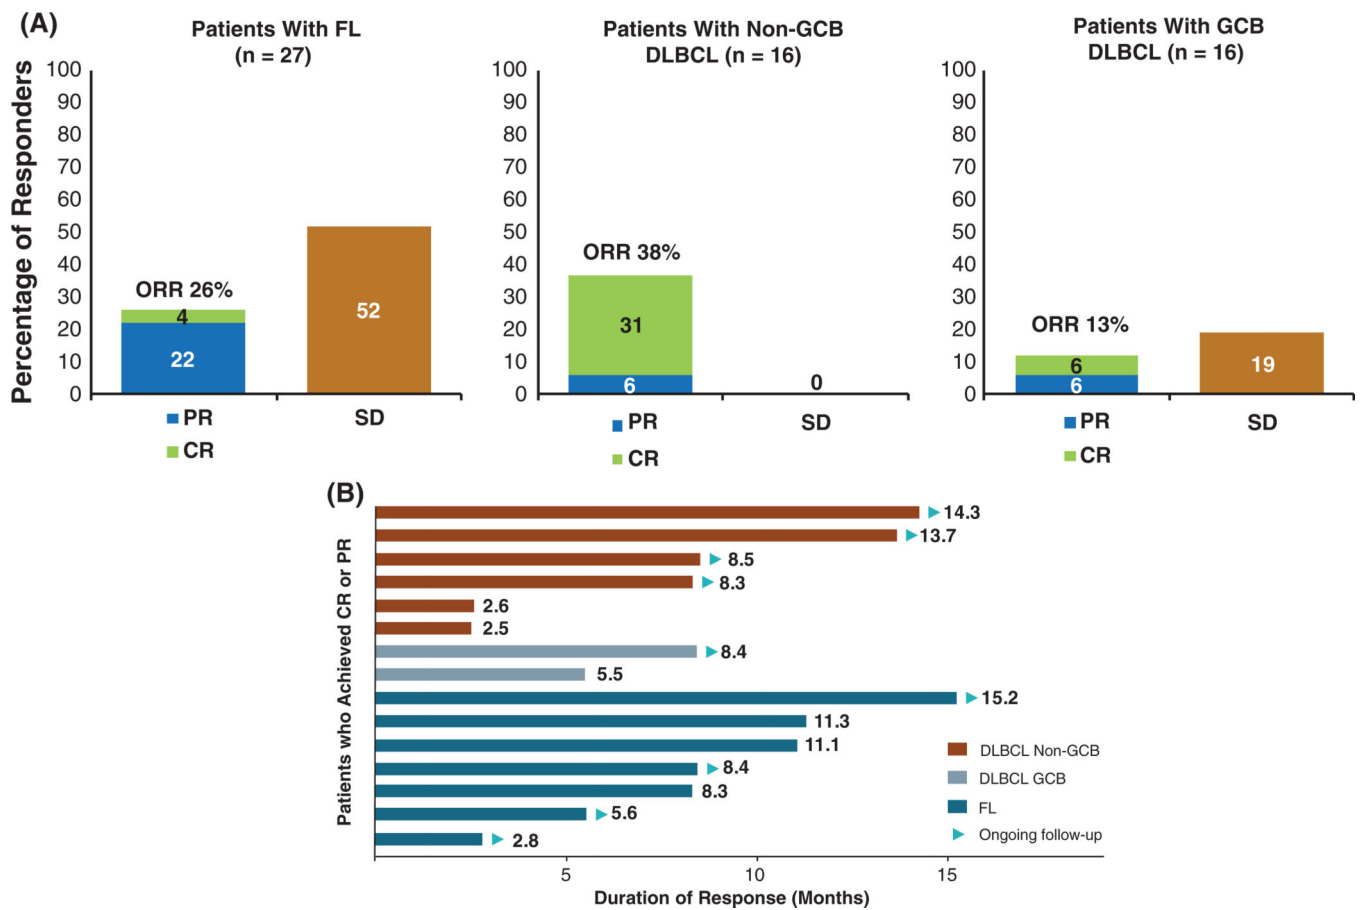 (A)
Patients With FL
(n = 27)
Percentage of Responders
100
90
80
70
60
50
40
30
20
10
0
ORR 26%
4
22
52
PR
CR
SD
Patients With Non-GCB
DLBCL (n = 16)
100
90
80
70
60
50
40
30
20
10
0
ORR 38%
31
6
0
PR
CR
SD
Patients With GCB
DLBCL (n = 16)
100
90
80
70
60
50
40
30
20
10
0
ORR 13%
6
6
19
PR
CR
SD
(B)
Patients who Achieved CR or PR
14.3
13.7
8.5
8.3
2.6
2.5
8.4
5.5
15.2
11.3
11.1
8.4
8.3
5.6
2.8
DLBCL Non-GCB
DLBCL GCB
FL
Ongoing follow-up
5
10
15
Duration of Response (Months)